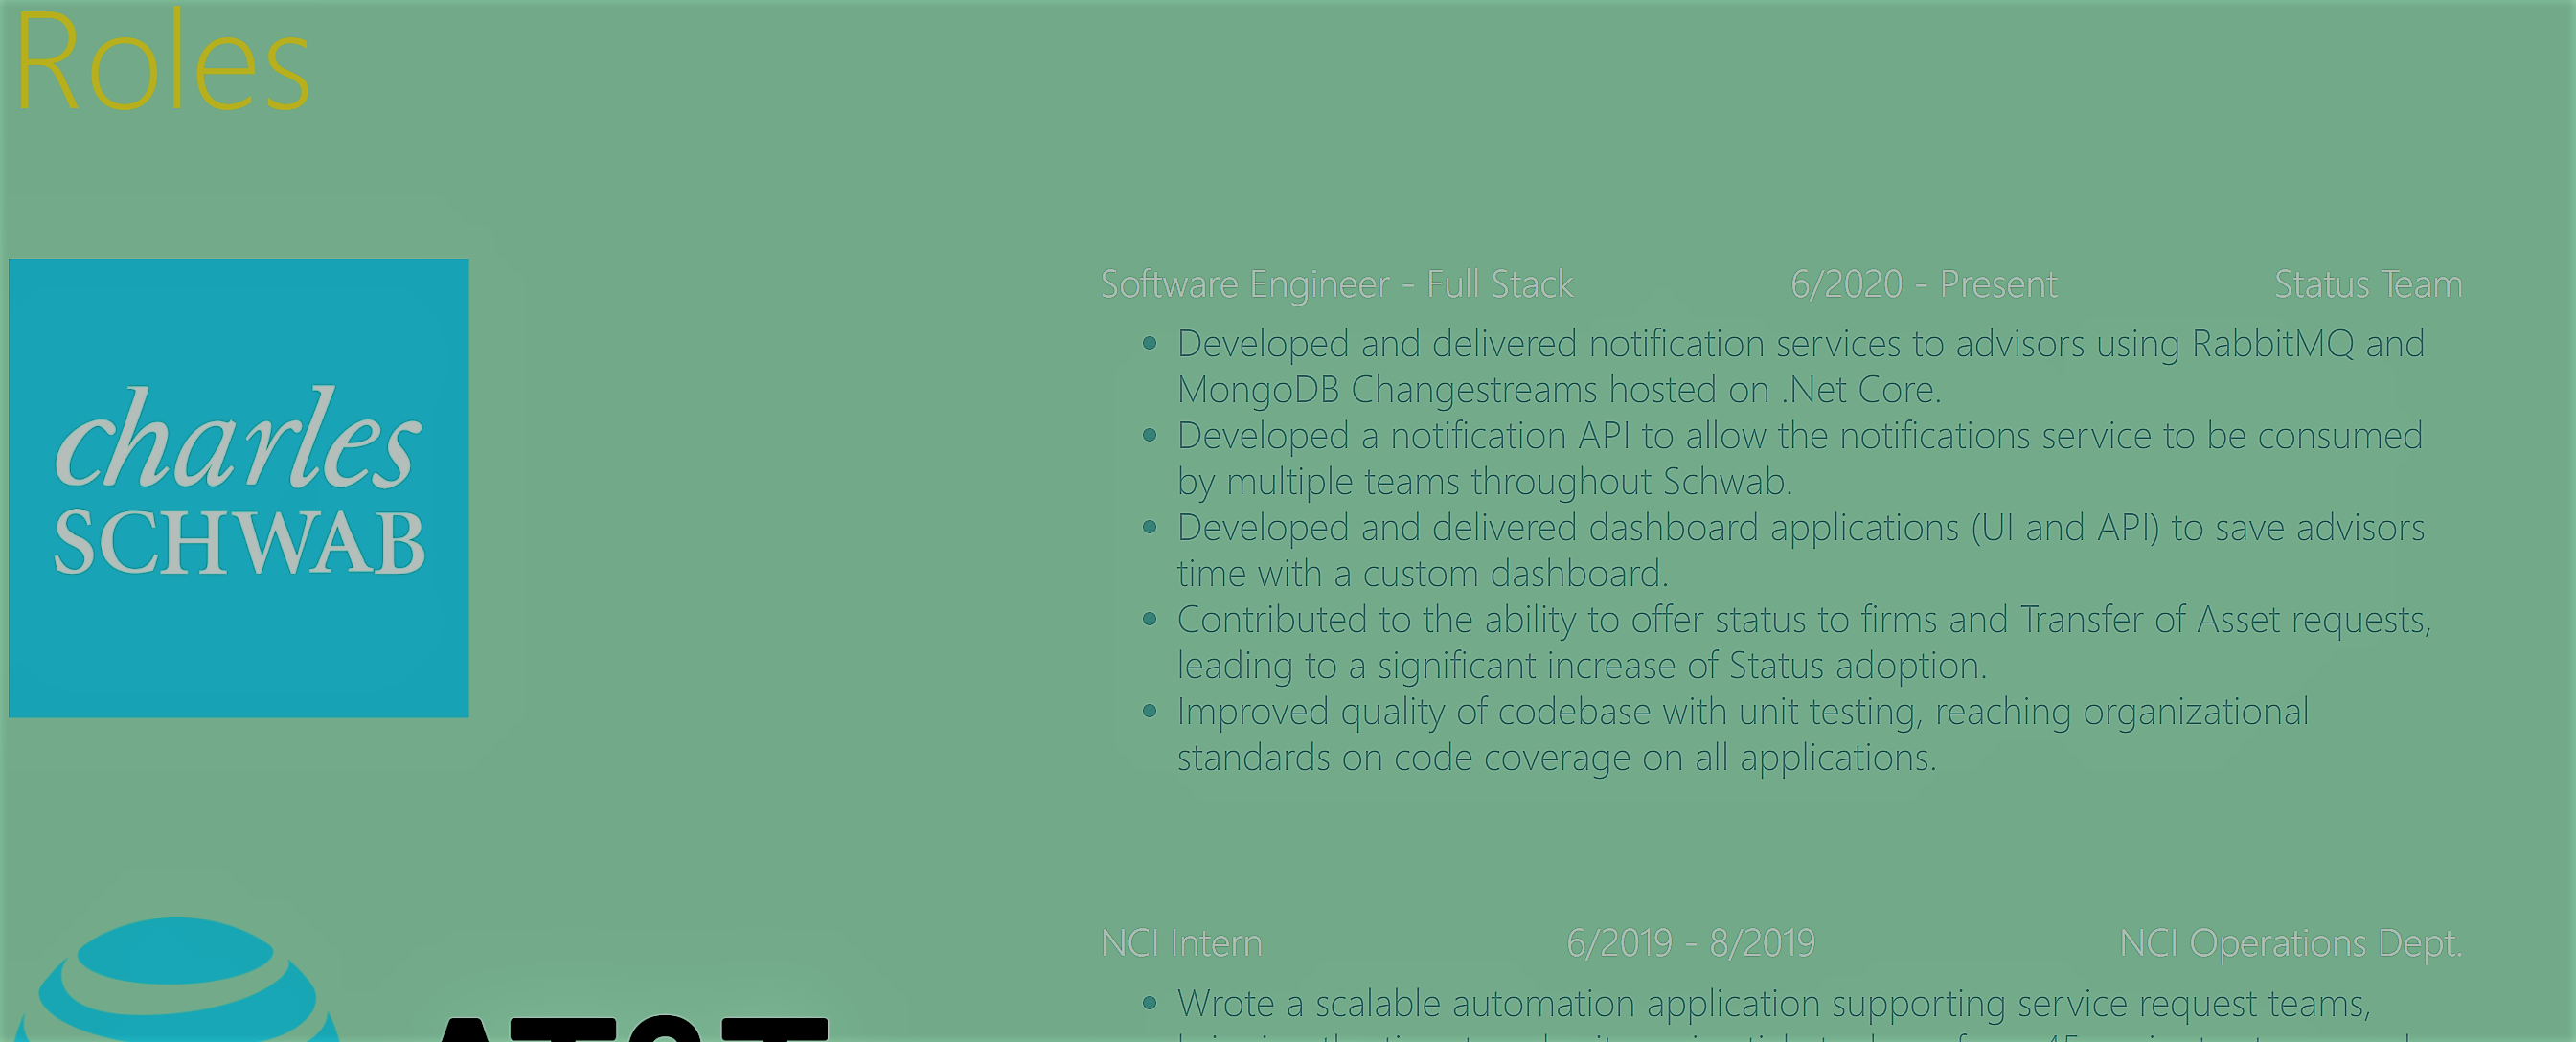 Roles
charles
SCHWAB
Software Engineer - Full Stack 6/2020 - Present Status Team
• Developed and delivered notification services to advisors using RabbitMQ and
MongoDB Changestreams hosted on .Net Core.
• Developed a notification API to allow the notifications service to be consumed
by multiple teams throughout Schwab.
• Developed and delivered dashboard applications (UI and API) to save advisors
time with a custom dashboard.
• Contributed to the ability to offer status to firms and Transfer of Asset requests,
leading to a significant increase of Status adoption.
• Improved quality of codebase with unit testing, reaching organizational
standards on code coverage on all applications.
NCI Intern 6/2019 - 8/2019 NCI Operations Dept.
AT&T
• Wrote a scalable automation application supporting service request teams,